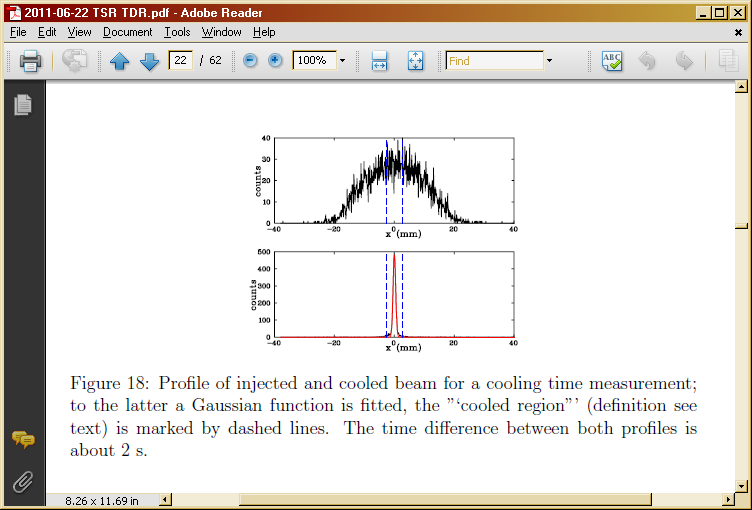 2011-06-22 TSR TDR.pdf - Adobe Reader
File Edit View Document Tools Window Help
22 / 62 100% Find ABC
40
30
20
10
0
counts
-40 -20 0 20 40
x (mm)
500
400
300
200
100
0
counts
-40 -20 0 20 40
x (mm)
Figure 18: Profile of injected and cooled beam for a cooling time measurement;
to the latter a Gaussian function is fitted, the ”‘cooled region”’ (definition see
text) is marked by dashed lines. The time difference between both profiles is
about 2 s.
8.26 x 11.69 in